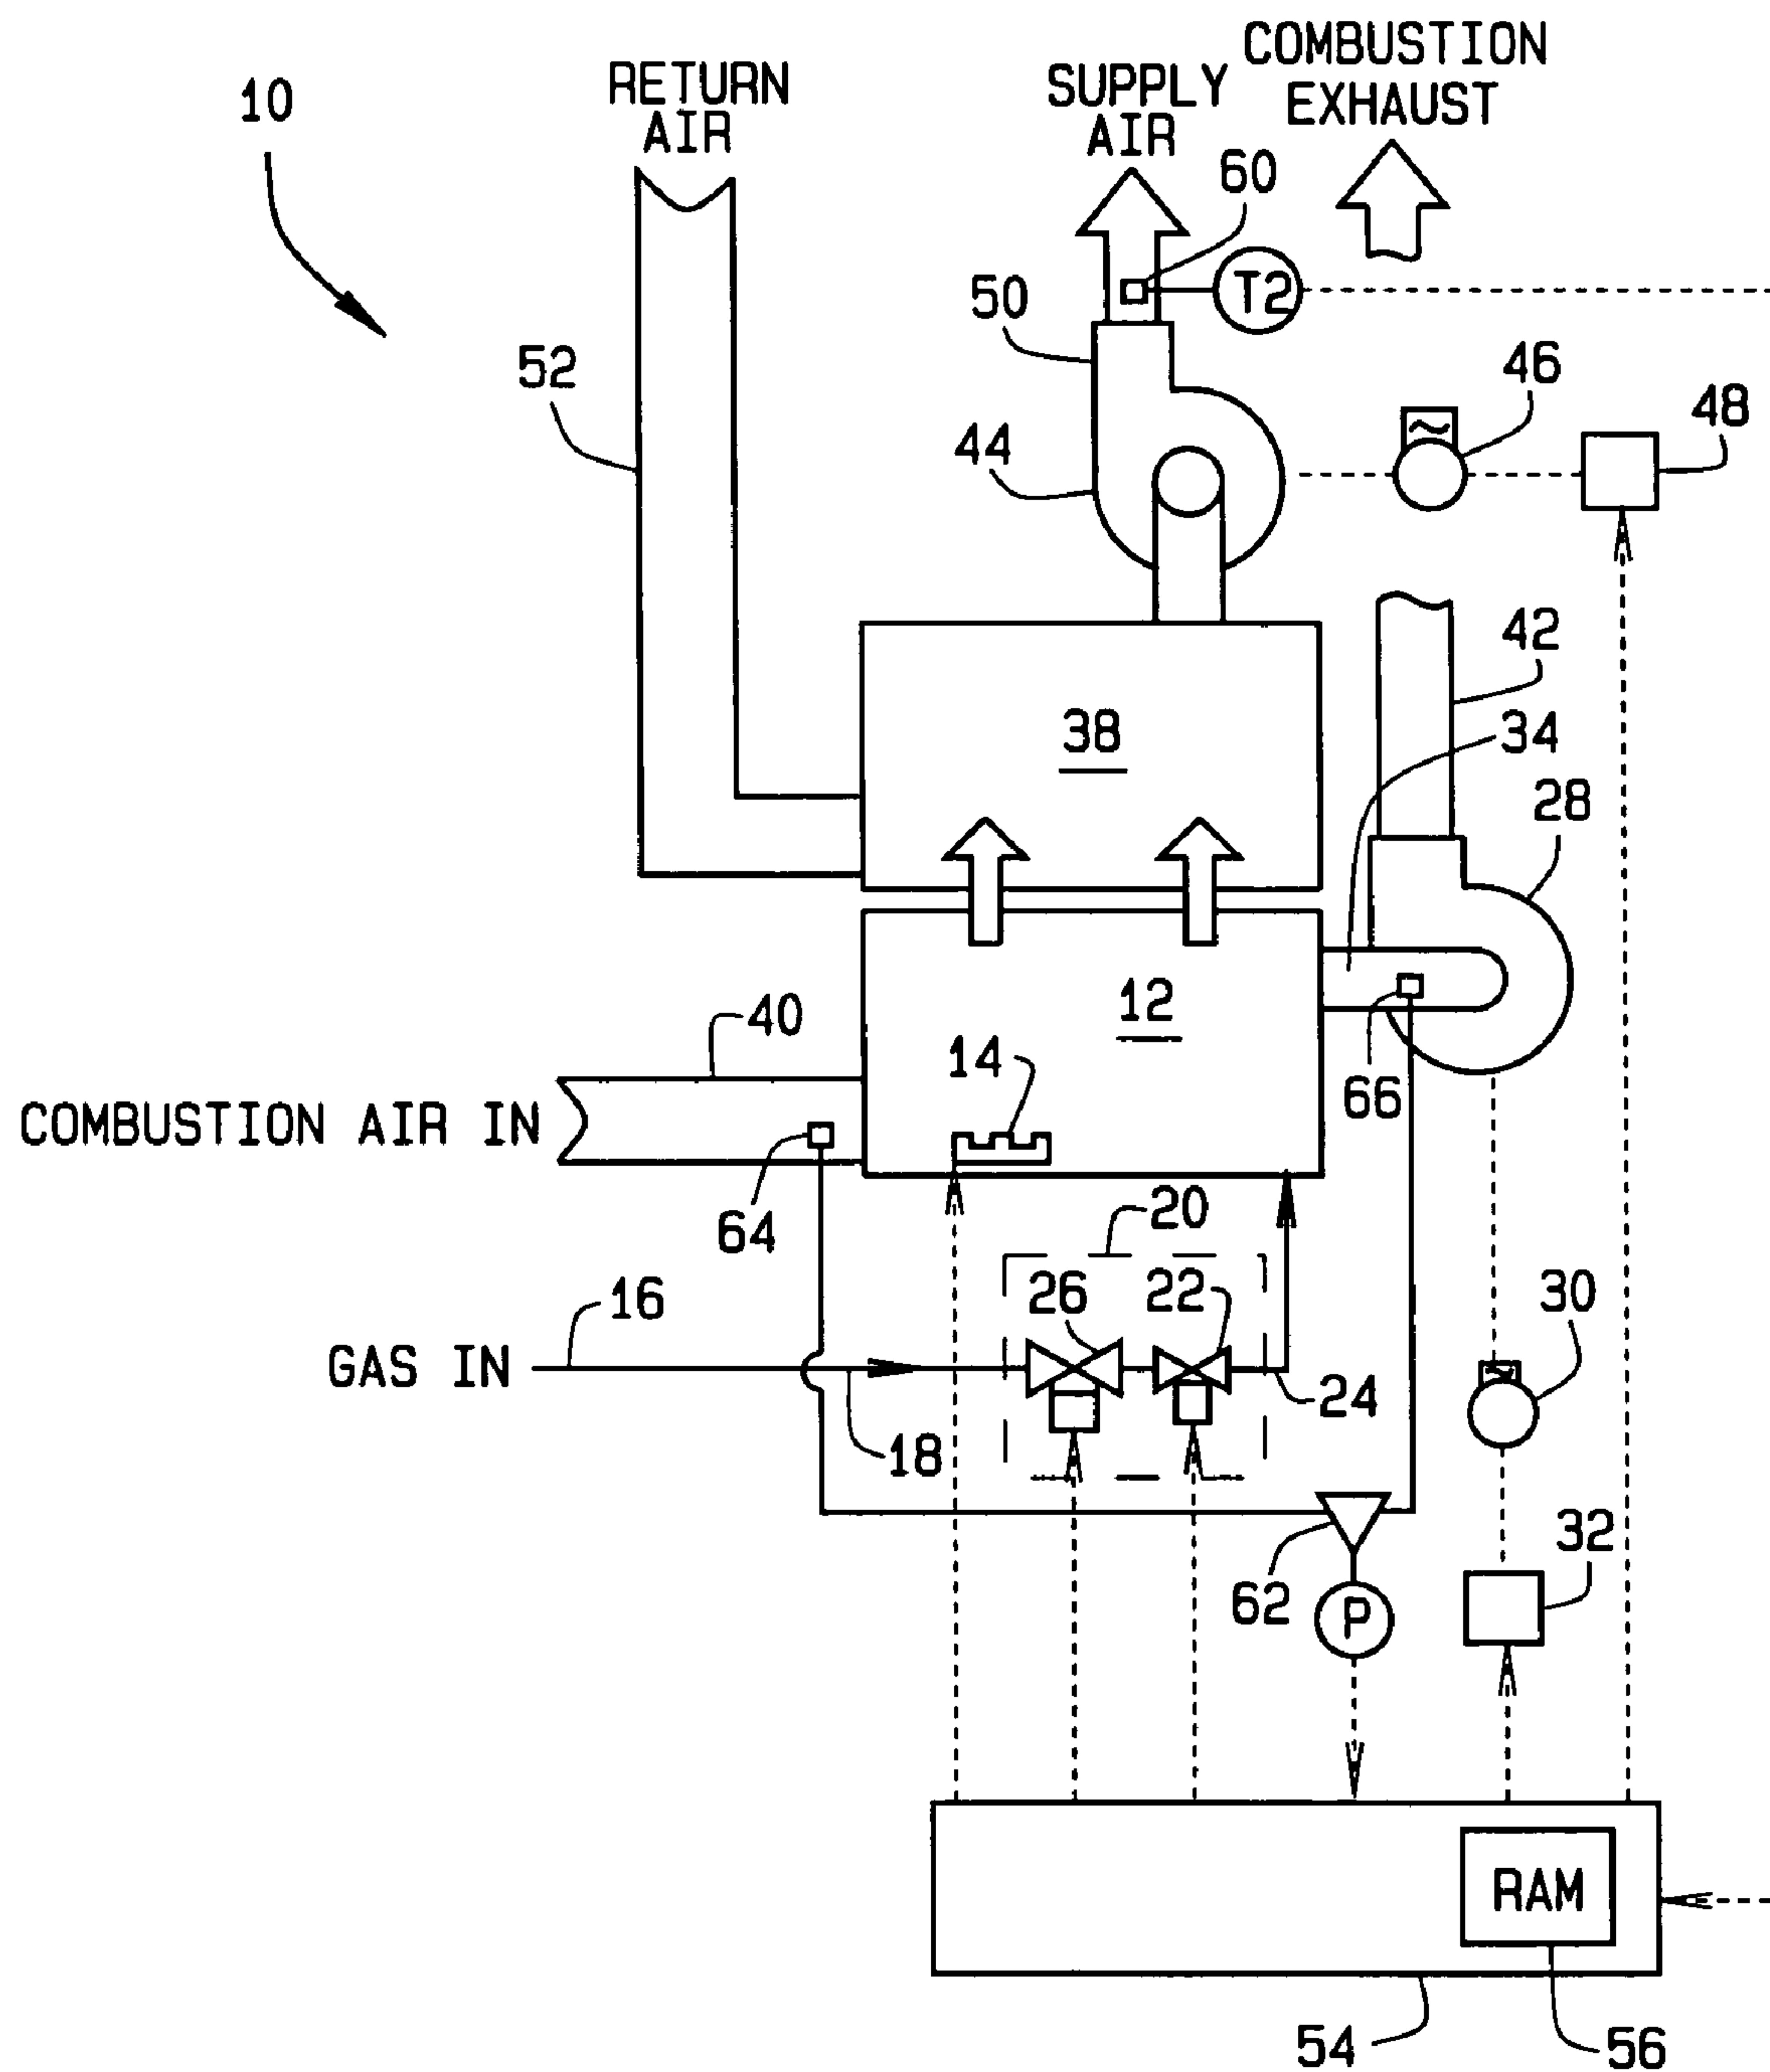 COMBUSTION
EXHAUST
RETURN
AIR
SUPPLY
AIR
10
60
T2
50
52
46
48
44
42
38
34
28
40
12
14
COMBUSTION AIR IN
66
64
20
16
26
22
30
GAS IN
24
18
32
62
P
RAM
54
56